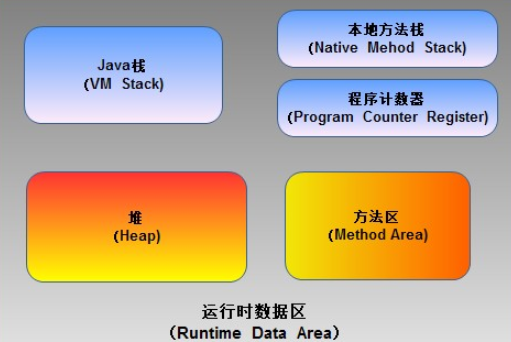 Java栈
(VM Stack)
本地方法栈
(Native Mehod Stack)
程序计数器
(Program Counter Register)
堆
(Heap)
方法区
(Method Area)
运行时数据区
(Runtime Data Area)